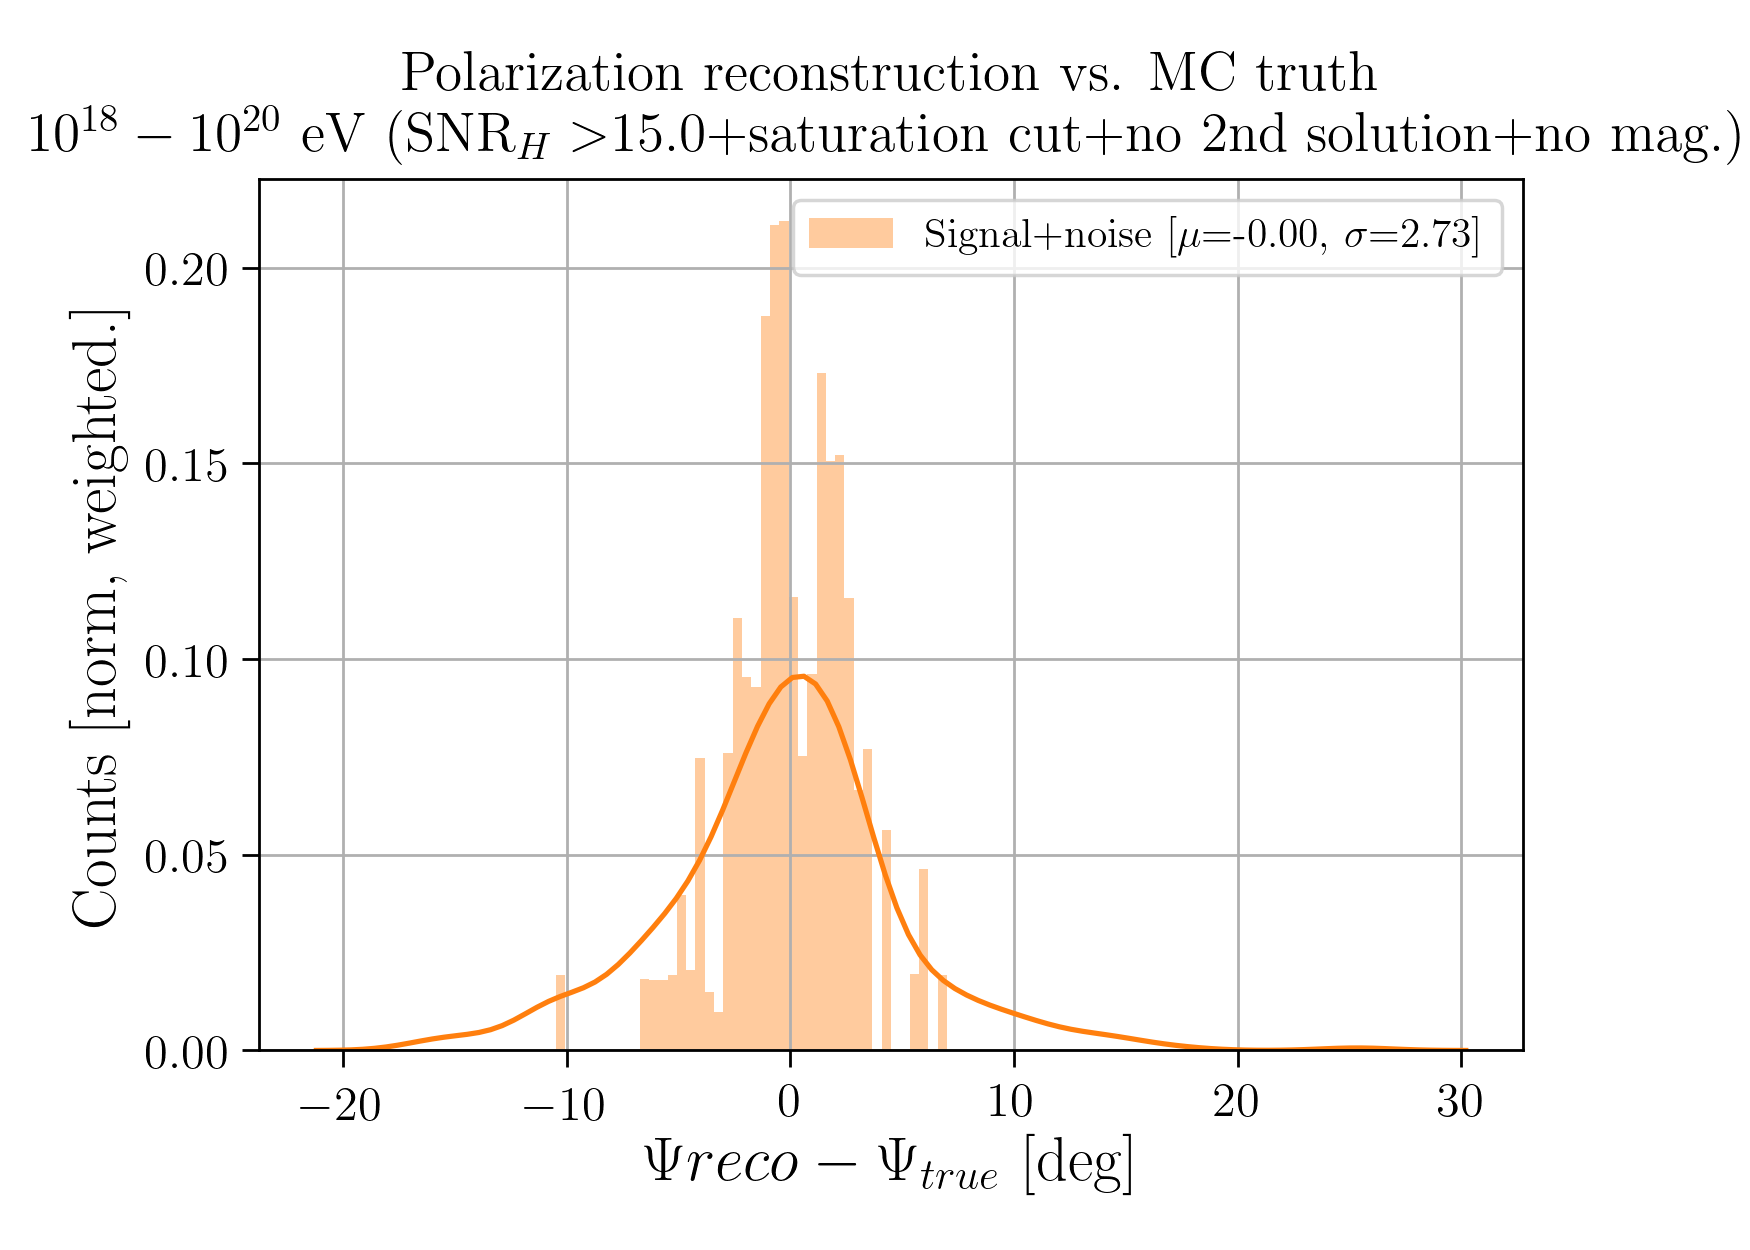 Polarization reconstruction vs. MC truth
10^{18} − 10^{20} eV (SNR_H >15.0+saturation cut+no 2nd solution+no mag.)
Signal+noise [μ=-0.00, σ=2.73]
Counts [norm, weighted.]
0.20
0.15
0.10
0.05
0.00
−20 −10 0 10 20 30
Ψreco − Ψ_{true} [deg]